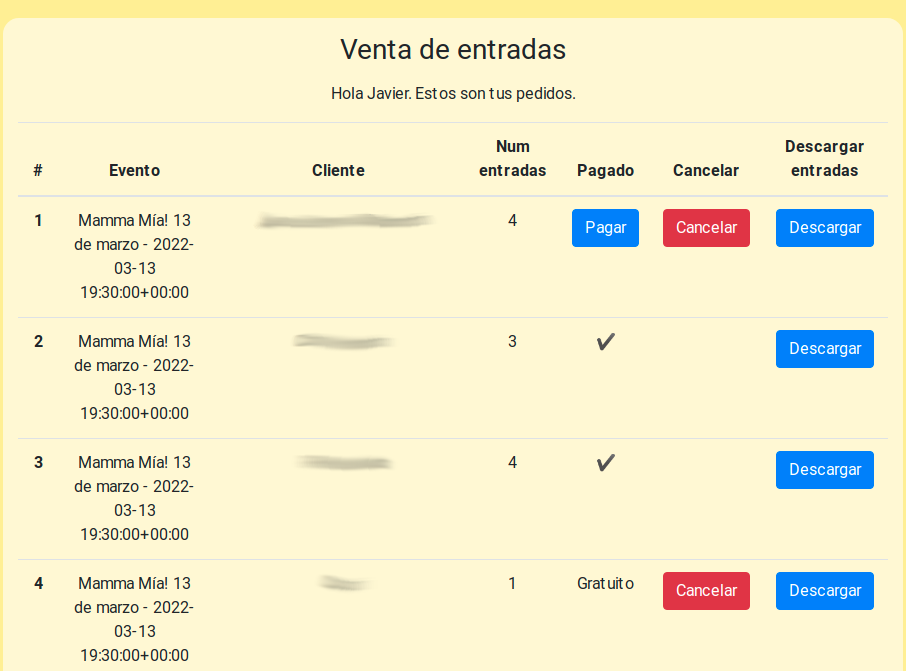 Venta de entradas
Hola Javier. Estos son tus pedidos.
# Evento Cliente Num entradas Pagado Cancelar Descargar entradas
1 Mamma Mía! 13 4 Pagar Cancelar Descargar
de marzo - 2022-
03-13
19:30:00+00:00
2 Mamma Mía! 13 3 ✔ Descargar
de marzo - 2022-
03-13
19:30:00+00:00
3 Mamma Mía! 13 4 ✔ Descargar
de marzo - 2022-
03-13
19:30:00+00:00
4 Mamma Mía! 13 1 Gratuito Cancelar Descargar
de marzo - 2022-
03-13
19:30:00+00:00